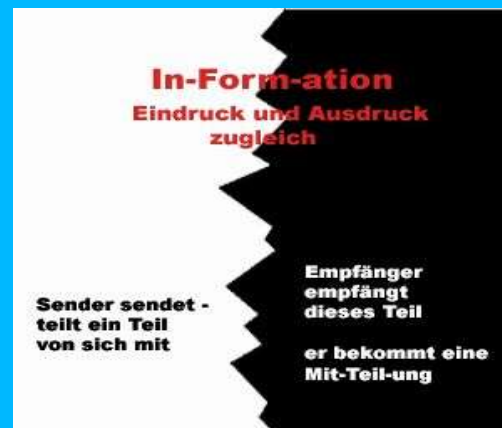 In-Form-ation
Eindruck und Ausdruck
zugleich
Sender sendet -
teilt ein Teil
von sich mit
Empfänger
empfängt
dieses Teil
er bekommt eine
Mit-Teil-ung